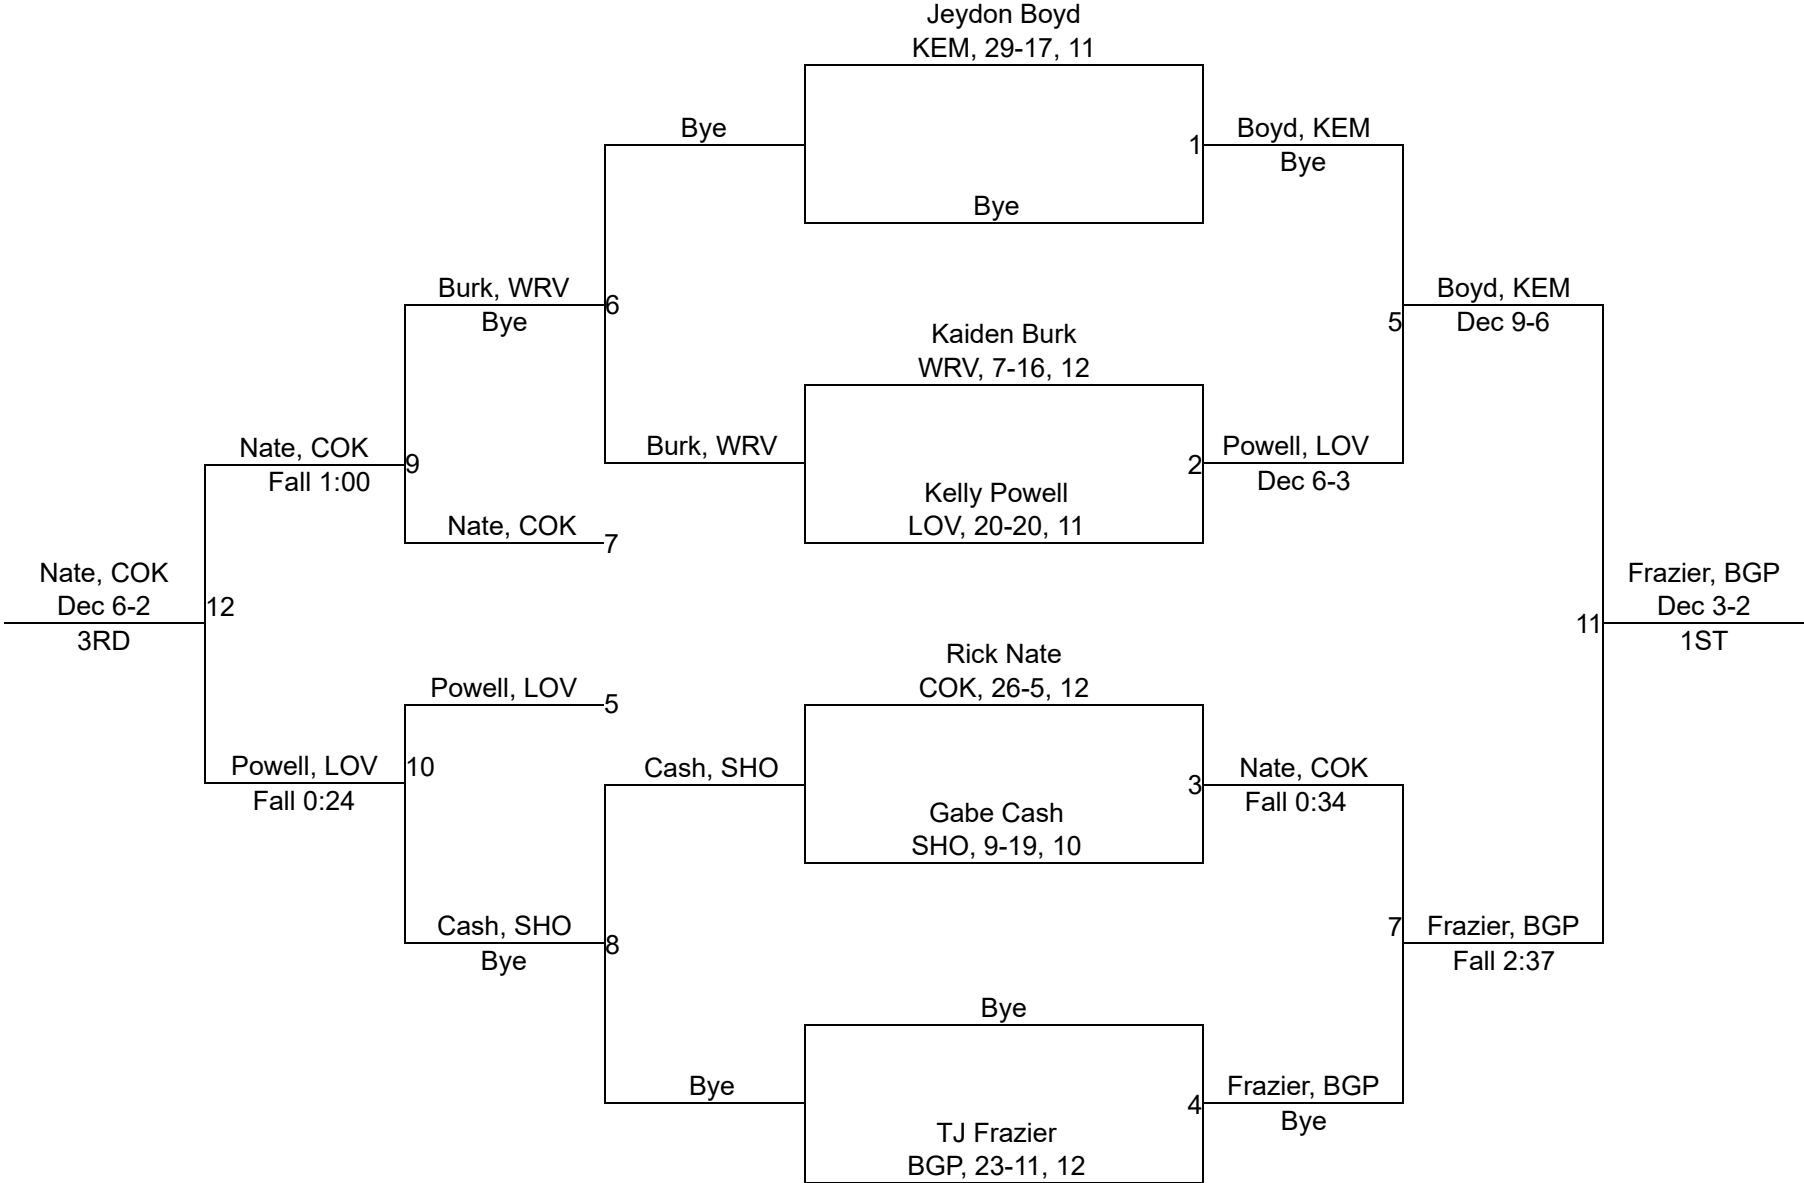 Jeydon Boyd
KEM, 29-17, 11
Bye
1
Boyd, KEM
Bye
Bye
Burk, WRV
Bye
6
Boyd, KEM
5
Dec 9-6
Kaiden Burk
WRV, 7-16, 12
Nate, COK
Fall 1:00
9
Burk, WRV
2
Powell, LOV
Dec 6-3
Kelly Powell
LOV, 20-20, 11
Nate, COK
7
Nate, COK
Dec 6-2
12
3RD
Frazier, BGP
Dec 3-2
11
1ST
Rick Nate
COK, 26-5, 12
Powell, LOV
5
Powell, LOV
10
Fall 0:24
Cash, SHO
3
Nate, COK
Fall 0:34
Gabe Cash
SHO, 9-19, 10
Cash, SHO
Bye
8
7
Frazier, BGP
Fall 2:37
Bye
Bye
4
Frazier, BGP
Bye
TJ Frazier
BGP, 23-11, 12